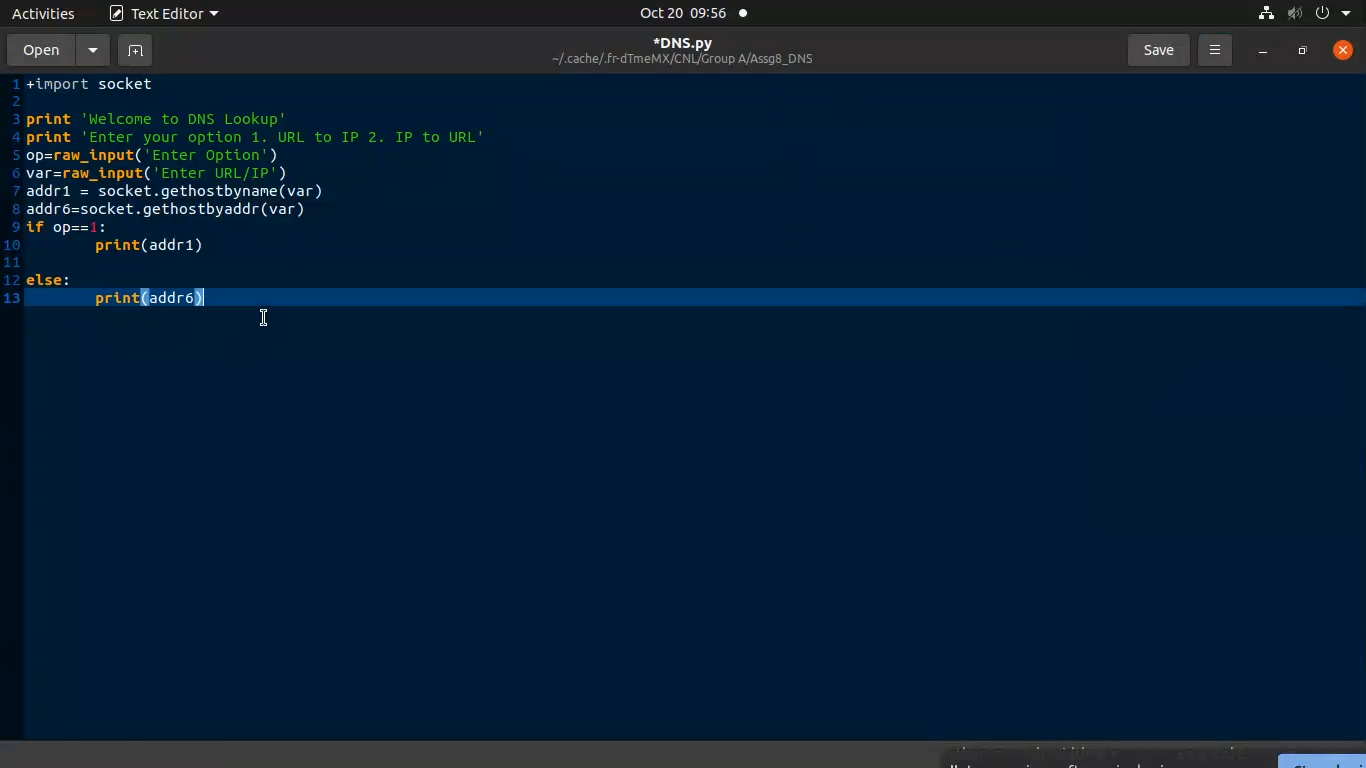 Activities Text Editor Oct 20 09:56
Open *DNS.py Save
~/.cache/.fr-dTmeMX/CNL/Group A/Assg8_DNS
1 +import socket
2
3 print 'Welcome to DNS Lookup'
4 print 'Enter your option 1. URL to IP 2. IP to URL'
5 op=raw_input('Enter Option')
6 var=raw_input('Enter URL/IP')
7 addr1 = socket.gethostbyname(var)
8 addr6=socket.gethostbyaddr(var)
9 if op==1:
10 print(addr1)
11
12 else:
13 print(addr6)